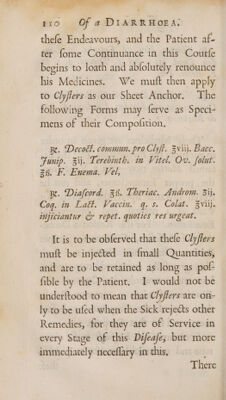 110 Of a DIARRHOEA.
theſe Endeavours, and the Patient af-
ter ſome Continuance in this Courſe
begins to loath and abſolutely renounce
his Medicines. We muſt then apply
to Clyſters as our Sheet Anchor. The
following Forms may ſerve as Speci-
mens of their Compoſition.
℞. Decoct. commun. pro Clyſt. ℥viij. Bacc.
Junip. ʒij. Terebinth. in Vitel. Ov. ſolut.
℥ß. F. Enema. Vel,
℞. Diaſcord. ʒß. Theriac. Androm. ʒij.
Coq. in Lact. Vaccin. q. s. Colat. ℥viij.
injiciantur & repet. quoties res urgeat.
It is to be obſerved that theſe Clyſters
muſt be injected in ſmall Quantities,
and are to be retained as long as poſ-
ſible by the Patient. I would not be
underſtood to mean that Clyſters are on-
ly to be uſed when the Sick rejects other
Remedies, for they are of Service in
every Stage of this Diſeaſe, but more
immediately neceſſary in this.
There